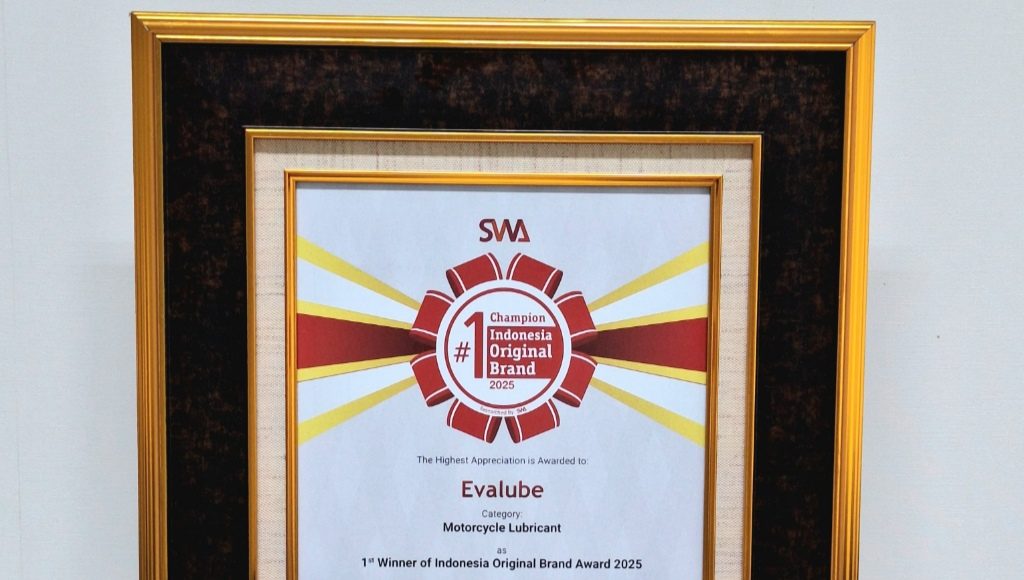 SWA
#1 Champion
Indonesia
Original
Brand
2025
The Highest Appreciation is Awarded to:
Evalube
Category:
Motorcycle Lubricant
as
1st Winner of Indonesia Original Brand Award 2025